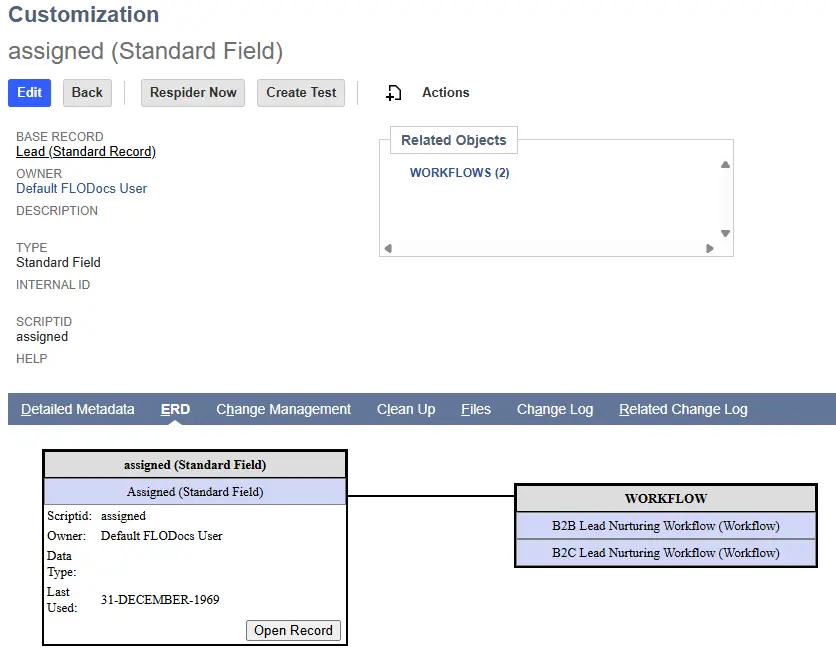 Customization
assigned (Standard Field)
Edit Back Respider Now Create Test Actions
BASE RECORD
Lead (Standard Record)
OWNER
Default FLODocs User
DESCRIPTION
TYPE
Standard Field
INTERNAL ID
SCRIPTID
assigned
HELP
Related Objects
WORKFLOWS (2)
Detailed Metadata ERD Change Management Clean Up Files Change Log Related Change Log
assigned (Standard Field)
Assigned (Standard Field)
Scriptid: assigned
Owner: Default FLODocs User
Data
Type:
Last
Used: 31-DECEMBER-1969
Open Record
WORKFLOW
B2B Lead Nurturing Workflow (Workflow)
B2C Lead Nurturing Workflow (Workflow)